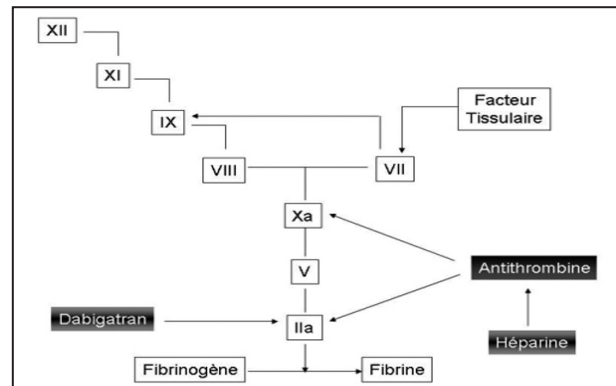 XII
XI
IX
Facteur
Tissulaire
VIII
VII
Xa
Antithrombine
V
Dabigatran
IIa
Héparine
Fibrinogène
Fibrine